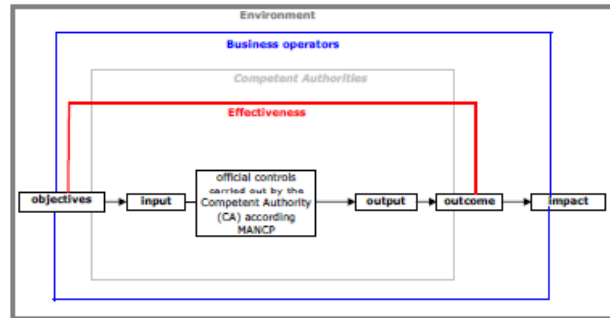 Environment
Business operators
Competent Authorities
Effectiveness
objectives
input
official controls
carried out by the
Competent Authority
(CA) according
MANCP
output
outcome
impact